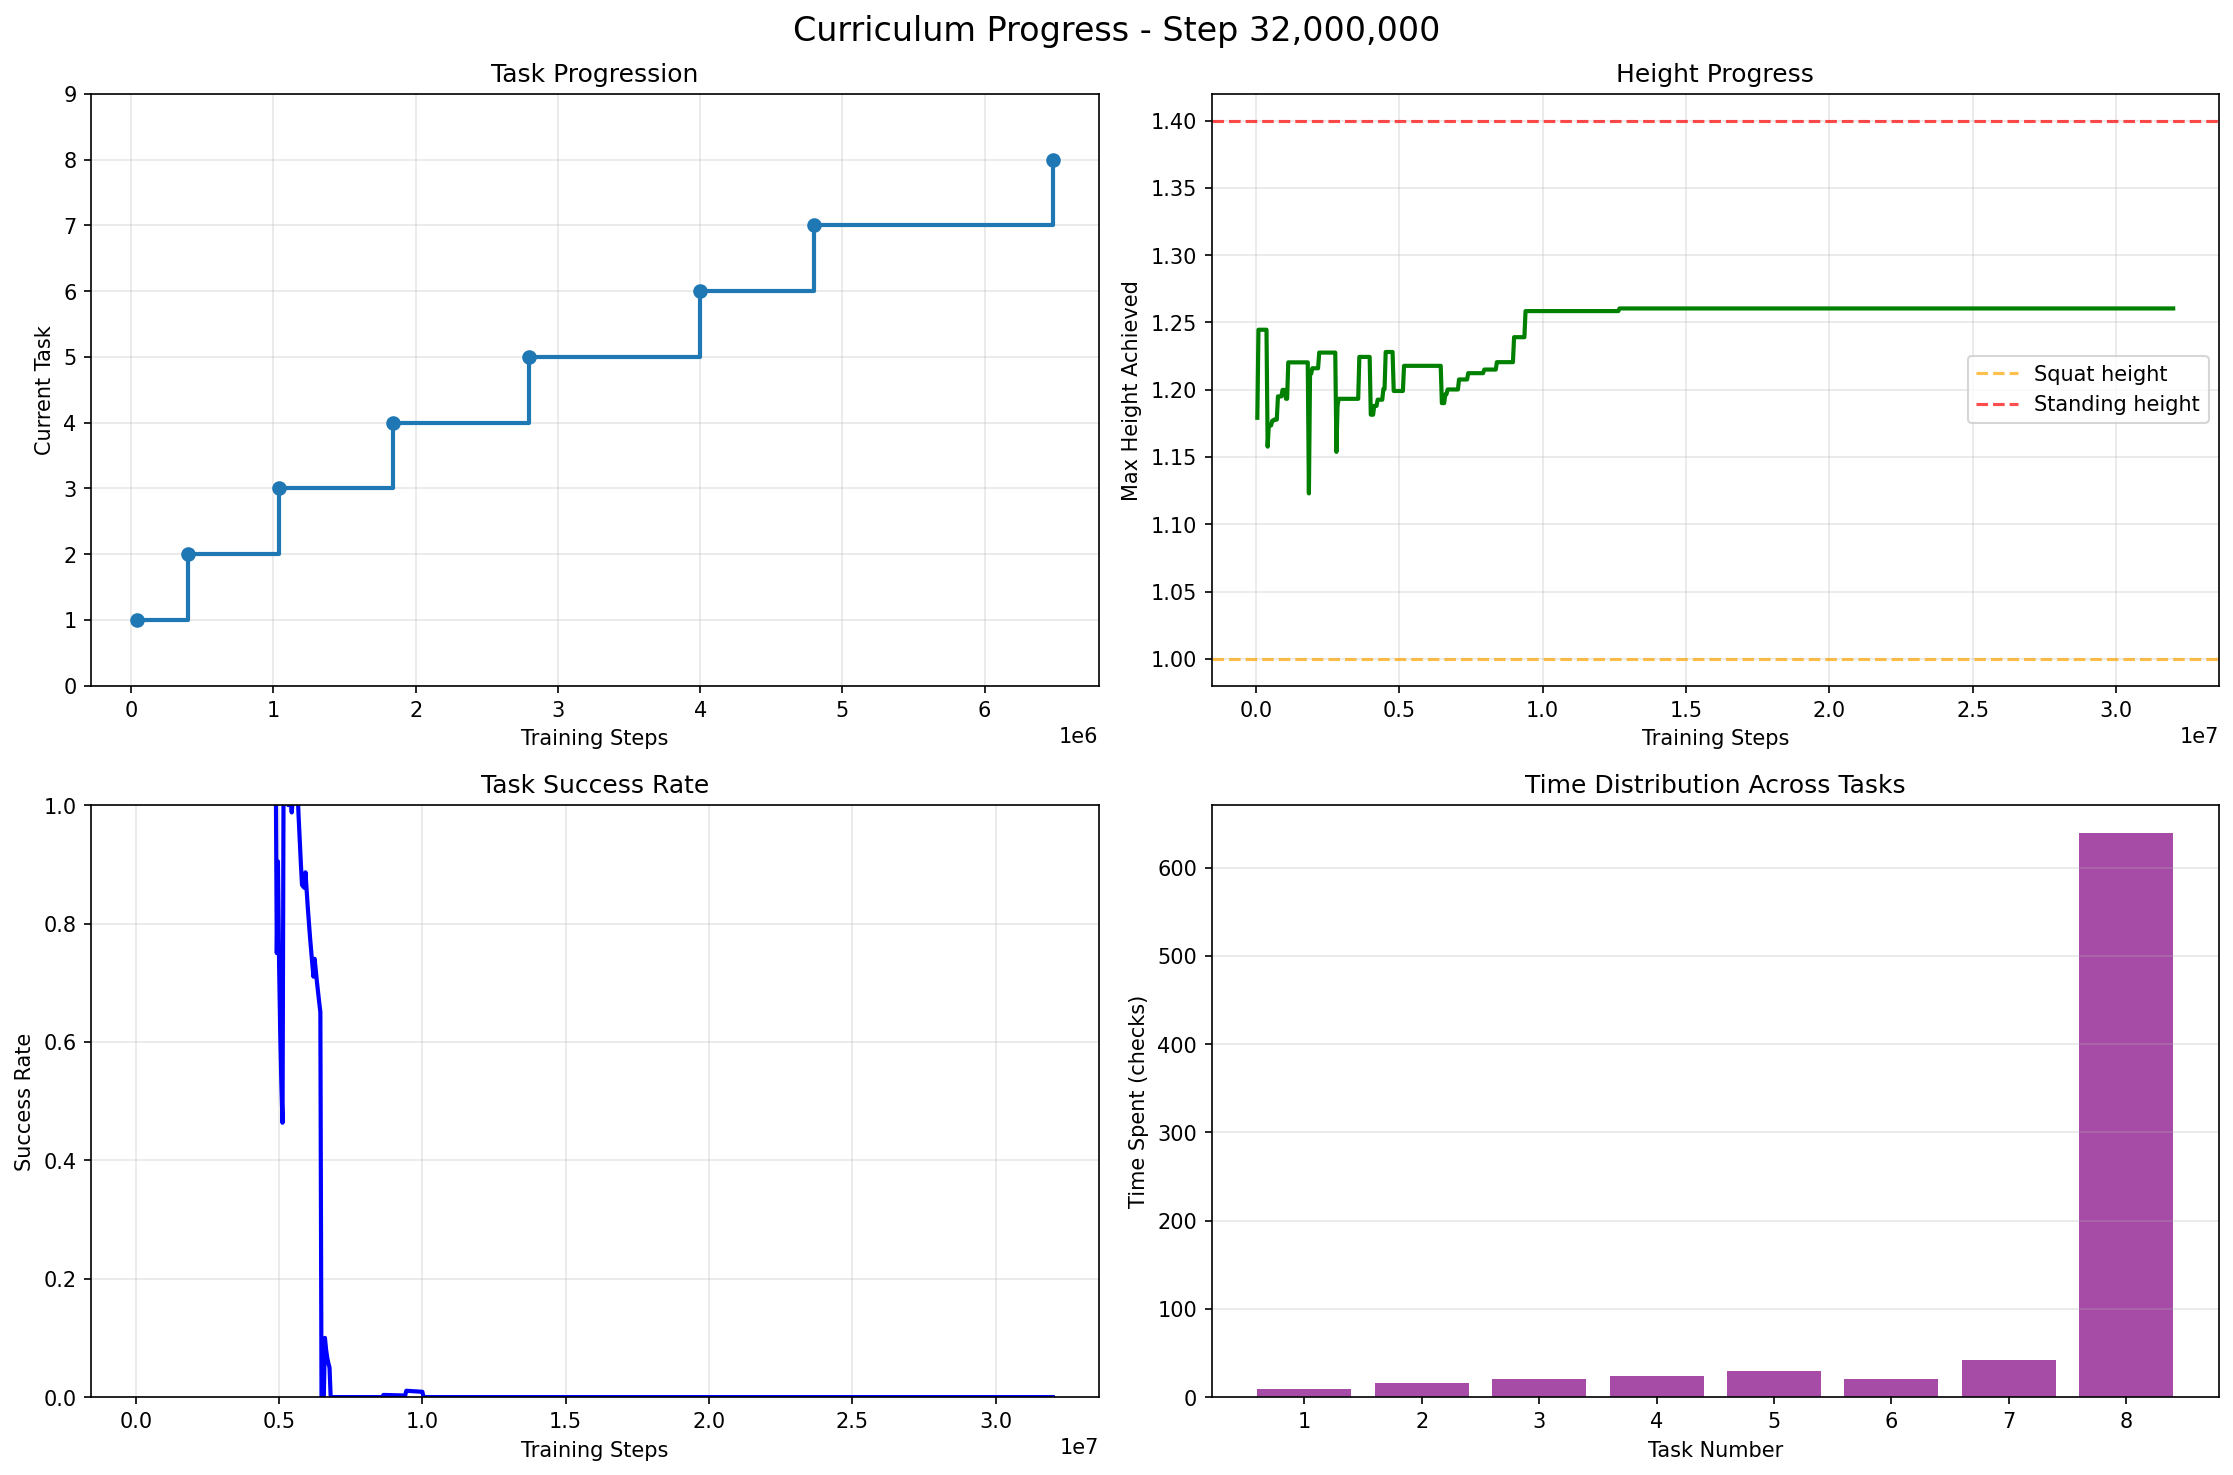 Curriculum Progress - Step 32,000,000
Task Progression
9
8
7
6
5
4
3
2
1
0
Current Task
0 1 2 3 4 5 6
1e6
Training Steps
Height Progress
1.40
1.35
1.30
1.25
1.20
1.15
1.10
1.05
1.00
Max Height Achieved
Squat height
Standing height
0.0 0.5 1.0 1.5 2.0 2.5 3.0
1e7
Training Steps
Task Success Rate
1.0
0.8
0.6
0.4
0.2
0.0
Success Rate
0.0 0.5 1.0 1.5 2.0 2.5 3.0
1e7
Training Steps
Time Distribution Across Tasks
600
500
400
300
200
100
0
Time Spent (checks)
1 2 3 4 5 6 7 8
Task Number